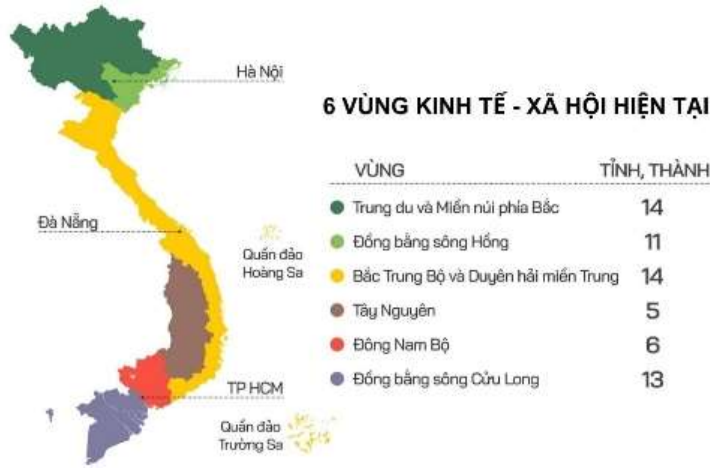 Hà Nội
6 VÙNG KINH TẾ - XÃ HỘI HIỆN TẠI
VÙNG TỈNH, THÀNH
Trung du và Miền núi phía Bắc 14
Đồng bằng sông Hồng 11
Bắc Trung Bộ và Duyên hải miền Trung 14
Tây Nguyên 5
Đông Nam Bộ 6
Đồng bằng sông Cửu Long 13
Đà Nẵng
Quần đảo
Hoàng Sa
TP HCM
Quần đảo
Trường Sa